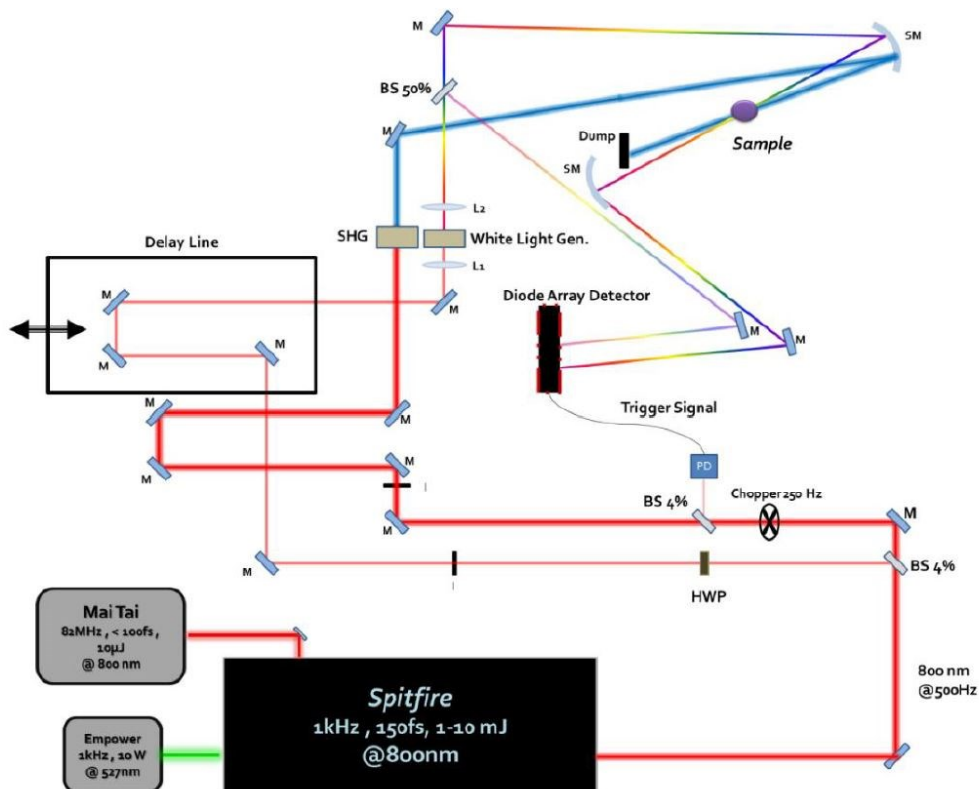 M
SM
BS 50%
M
Dump
Sample
SM
L2
SHG
White Light Gen.
Delay Line
L1
M
M
Diode Array Detector
M
M
M
M
M
Trigger Signal
M
M
M
PD
I
Chopper 250 Hz
BS 4%
M
M
BS 4%
M
I
HWP
Mai Tai
82MHz , < 100fs ,
10µJ
@ 800 nm
800 nm
@500Hz
Spitfire
1kHz , 150fs, 1-10 mJ
@800nm
Empower
1kHz , 10 W
@ 527nm